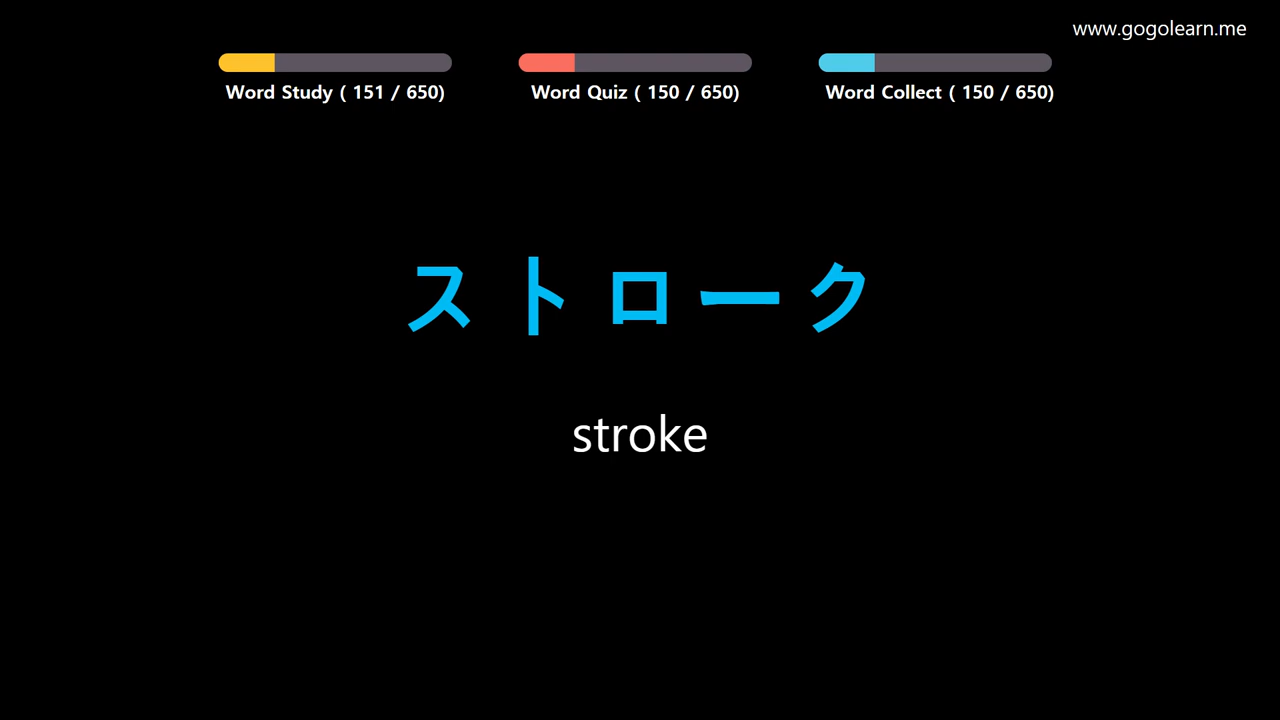 www.gogolearn.me
Word Study ( 151 / 650)
Word Quiz ( 150 / 650)
Word Collect ( 150 / 650)
ストローク
stroke